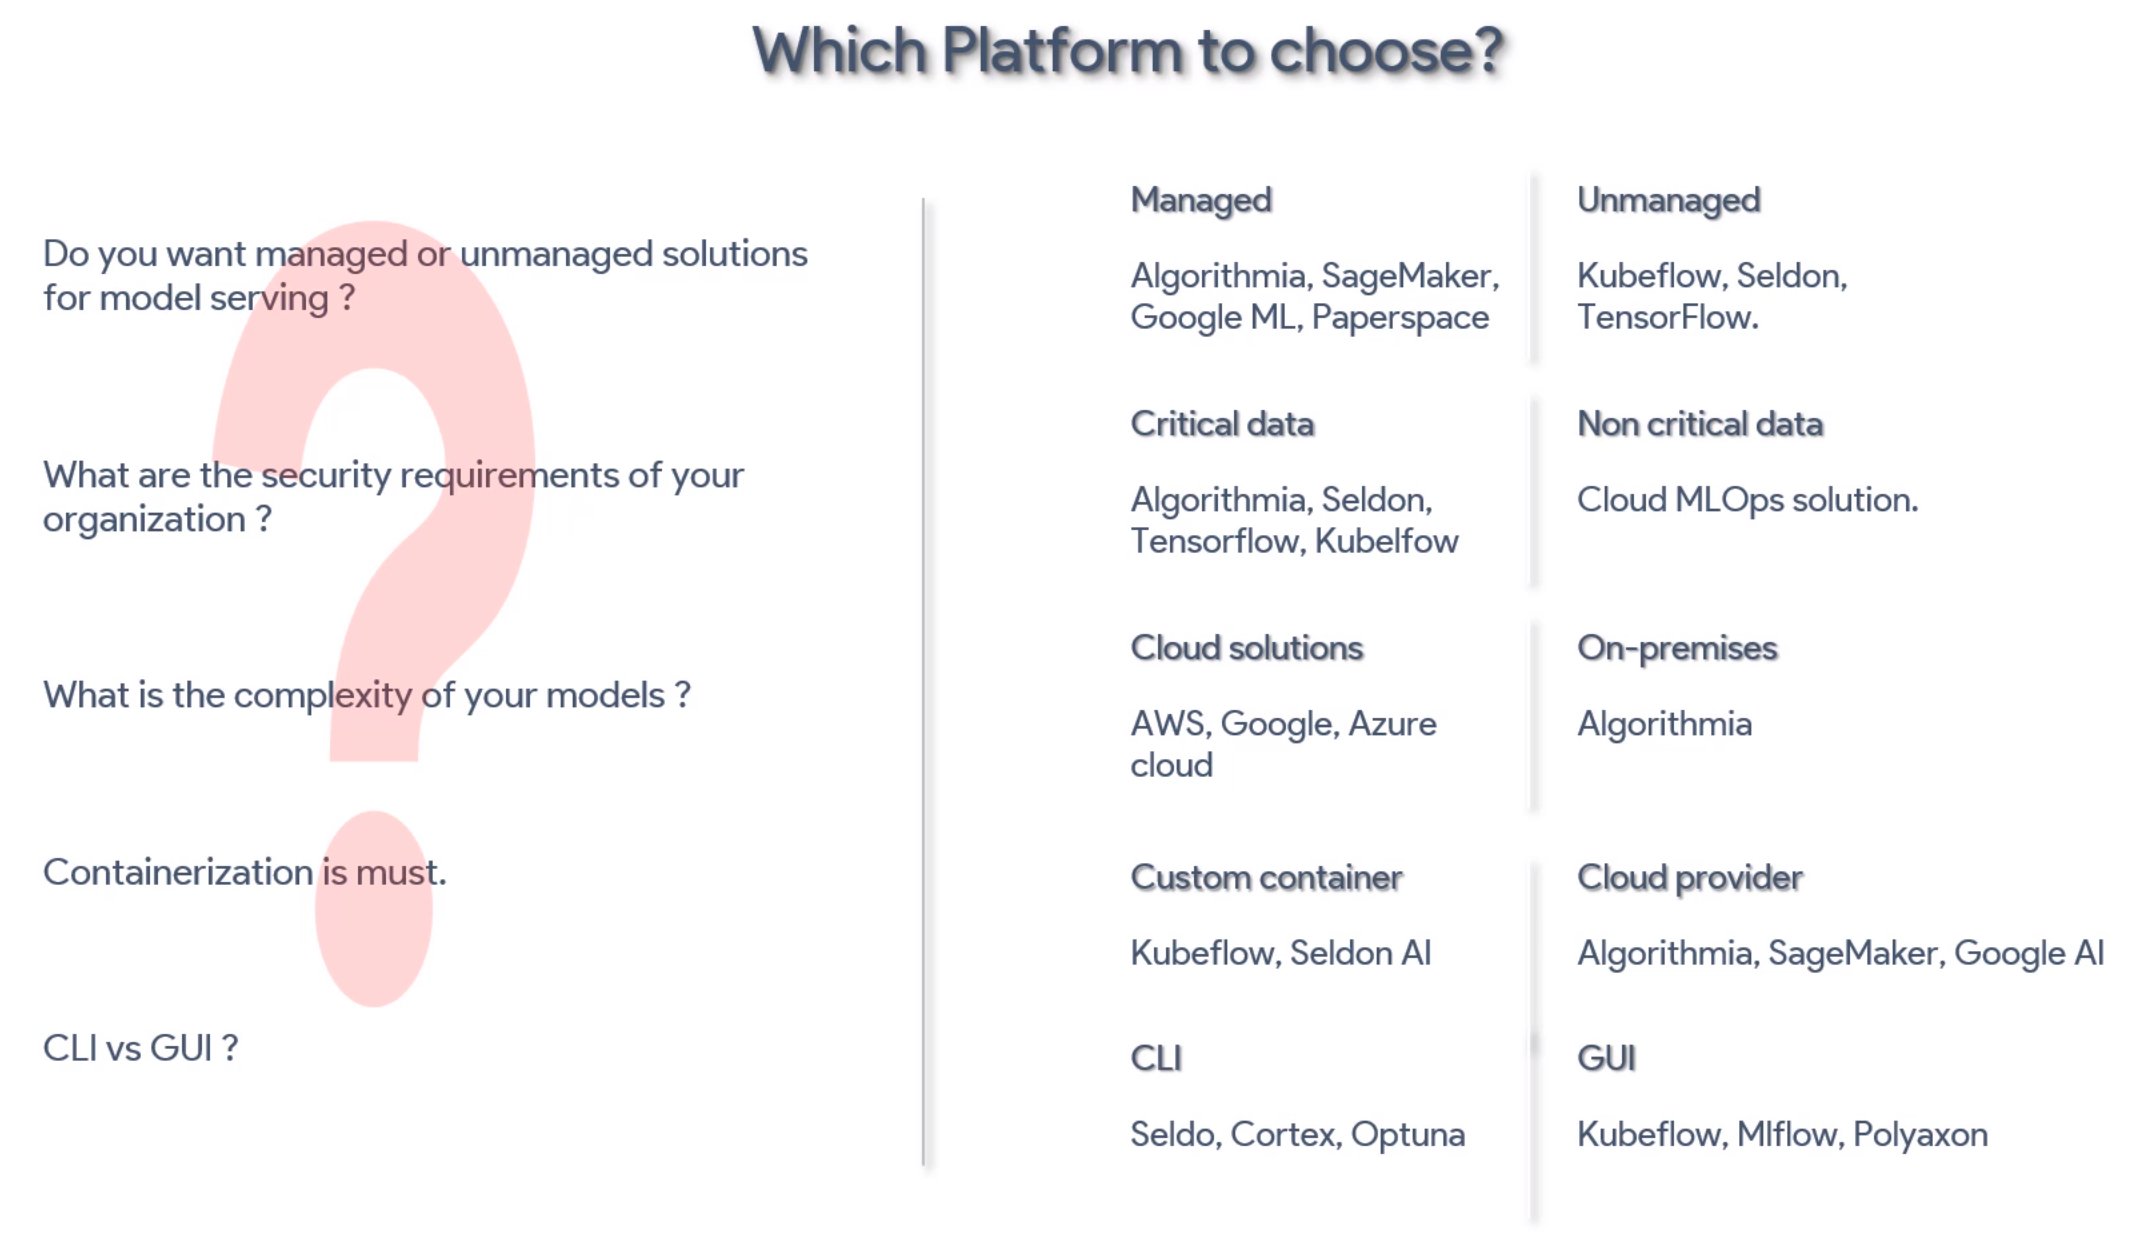 Which Platform to choose?
Do you want managed or unmanaged solutions
for model serving ?
What are the security requirements of your
organization ?
What is the complexity of your models ?
Containerization is must.
CLI vs GUI ?
Managed
Algorithmia, SageMaker,
Google ML, Paperspace
Unmanaged
Kubeflow, Seldon,
TensorFlow.
Critical data
Algorithmia, Seldon,
Tensorflow, Kubelfow
Non critical data
Cloud MLOps solution.
Cloud solutions
AWS, Google, Azure
cloud
On-premises
Algorithmia
Custom container
Kubeflow, Seldon AI
Cloud provider
Algorithmia, SageMaker, Google AI
CLI
Seldo, Cortex, Optuna
GUI
Kubeflow, Mlflow, Polyaxon